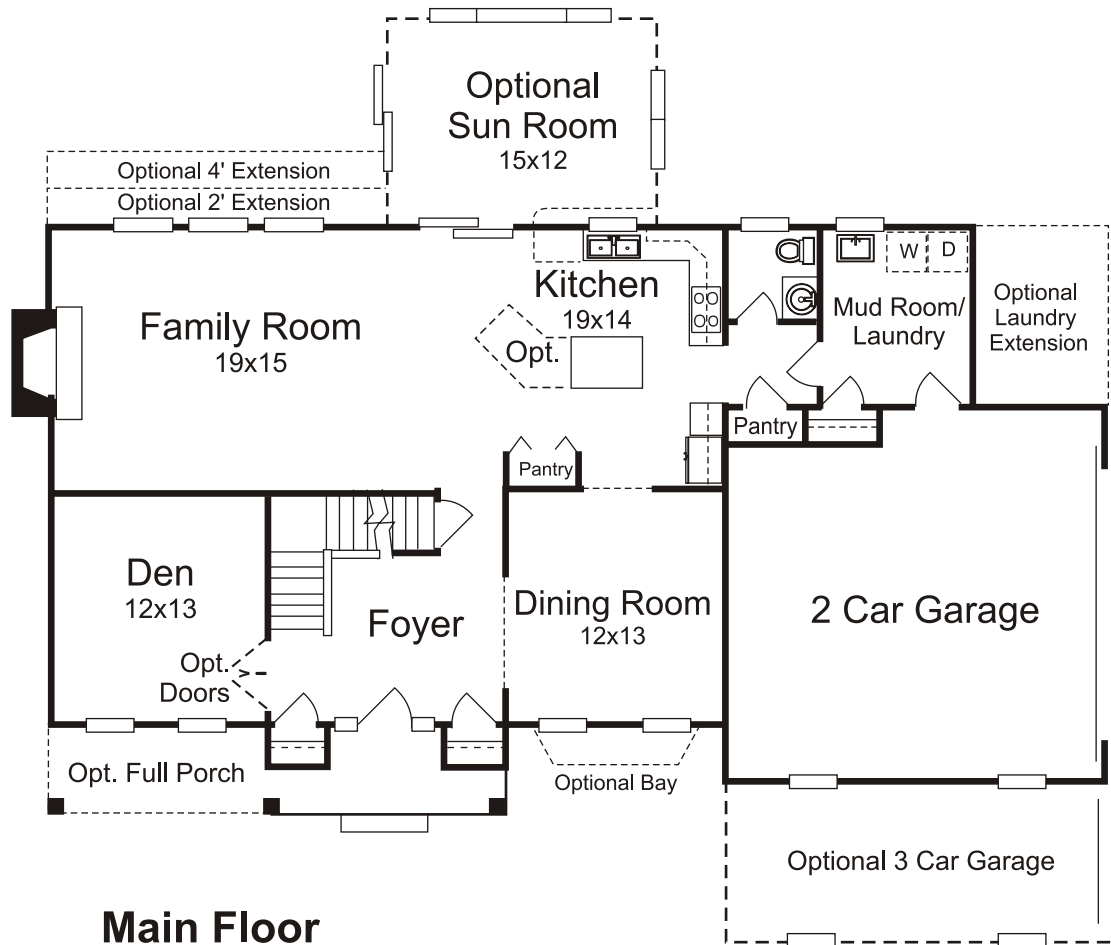 Optional
Sun Room
15x12
Optional 4' Extension
Optional 2' Extension
Family Room
19x15
Kitchen
19x14
Opt.
W
D
Mud Room/
Laundry
Optional
Laundry
Extension
Pantry
Pantry
Den
12x13
Opt.
Doors
Foyer
Dining Room
12x13
2 Car Garage
Opt. Full Porch
Optional Bay
Optional 3 Car Garage
Main Floor